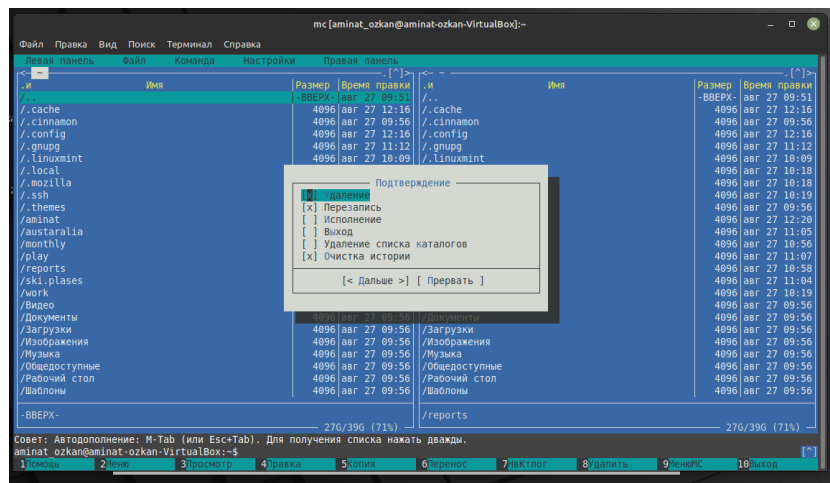 mc [aminat_ozkan@aminat-ozkan-VirtualBox]:~
Файл Правка Вид Поиск Терминал Справка
Левая панель Файл Команда Настройки Правая панель
<- ~ .[^]> <- ~ .[^]>
.и Имя Размер Время правки .и Имя Размер Время правки
/.. -ВВЕРХ- авг 27 09:51 /.. -ВВЕРХ- авг 27 09:51
/.cache 4096 авг 27 12:16 /.cache 4096 авг 27 12:16
/.cinnamon 4096 авг 27 09:56 /.cinnamon 4096 авг 27 09:56
/.config 4096 авг 27 12:16 /.config 4096 авг 27 12:16
/.gnupg 4096 авг 27 11:12 /.gnupg 4096 авг 27 11:12
/.linuxmint 4096 авг 27 10:09 /.linuxmint 4096 авг 27 10:09
/.local 4096 авг 27 10:18
/.mozilla Подтверждение 4096 авг 27 10:18
/.ssh [x] Удаление 4096 авг 27 10:19
/.themes [x] Перезапись 4096 авг 27 09:56
/aminat [ ] Исполнение 4096 авг 27 12:20
/austaralia [ ] Выход 4096 авг 27 11:05
/monthly [ ] Удаление списка каталогов 4096 авг 27 10:56
/play [x] Очистка истории 4096 авг 27 11:07
/reports 4096 авг 27 10:58
/ski.plases [< Дальше >] [ Прервать ] 4096 авг 27 11:04
/work 4096 авг 27 10:19
/Видео 4096 авг 27 09:56
/Документы 4096 авг 27 09:56 /Документы 4096 авг 27 09:56
/Загрузки 4096 авг 27 09:56 /Загрузки 4096 авг 27 09:56
/Изображения 4096 авг 27 09:56 /Изображения 4096 авг 27 09:56
/Музыка 4096 авг 27 09:56 /Музыка 4096 авг 27 09:56
/Общедоступные 4096 авг 27 09:56 /Общедоступные 4096 авг 27 09:56
/Рабочий стол 4096 авг 27 09:56 /Рабочий стол 4096 авг 27 09:56
/Шаблоны 4096 авг 27 09:56 /Шаблоны 4096 авг 27 09:56
-ВВЕРХ- /reports
27G/39G (71%) 27G/39G (71%)
Совет: Автодополнение: M-Tab (или Esc+Tab). Для получения списка нажать дважды.
aminat_ozkan@aminat-ozkan-VirtualBox:~$ [^]
1Помощь 2Меню 3Просмотр 4Правка 5Копия 6Перенос 7НвКтлог 8Удалить 9МенюМС 10Выход